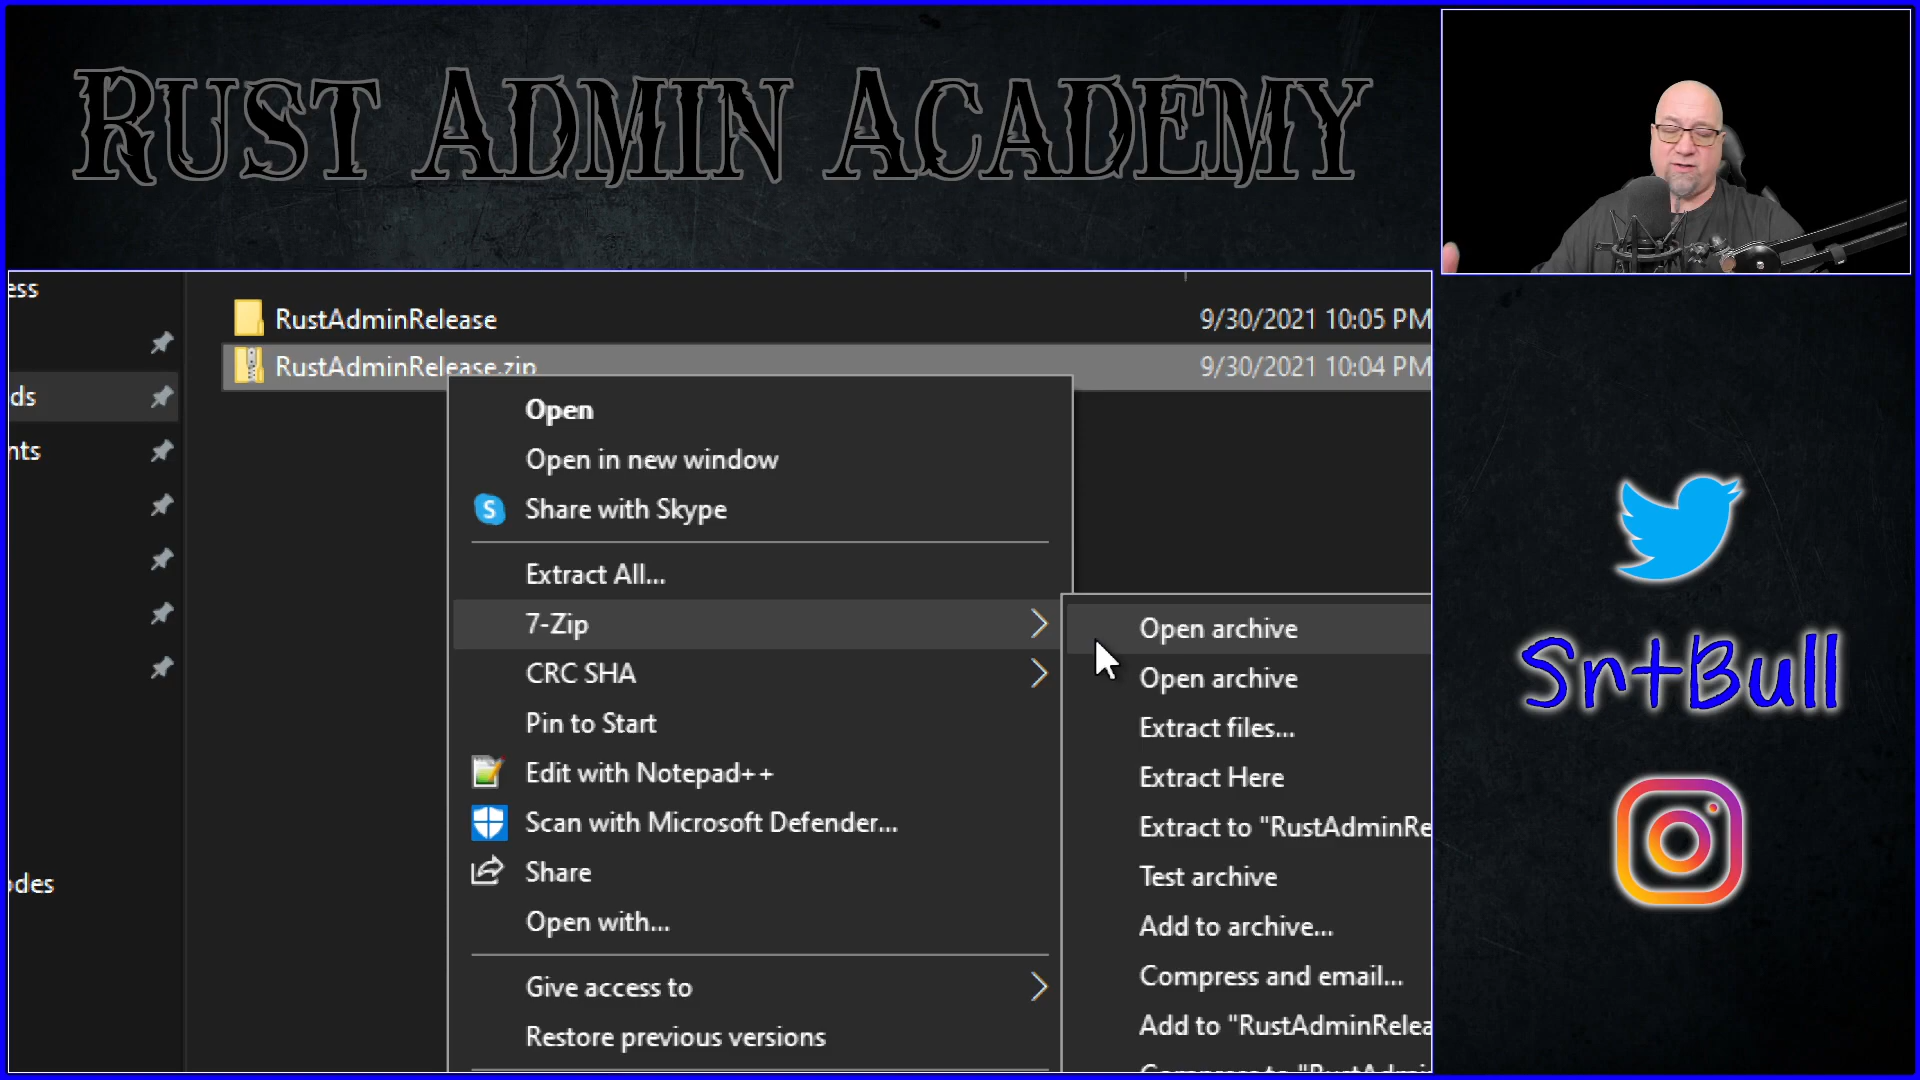 Rust Admin Academy
ess
RustAdminRelease 9/30/2021 10:05 PM
RustAdminRelease.zip 9/30/2021 10:04 PM
ds
nts
Open
Open in new window
S Share with Skype
Extract All...
7-Zip
CRC SHA
Pin to Start
Edit with Notepad++
Scan with Microsoft Defender...
Share
Open with...
Give access to
Restore previous versions
Open archive
Open archive
Extract files...
Extract Here
Extract to "RustAdminRe
Test archive
Add to archive...
Compress and email...
Add to "RustAdminRelea
Compress to "RustAdmi
odes
SntBull